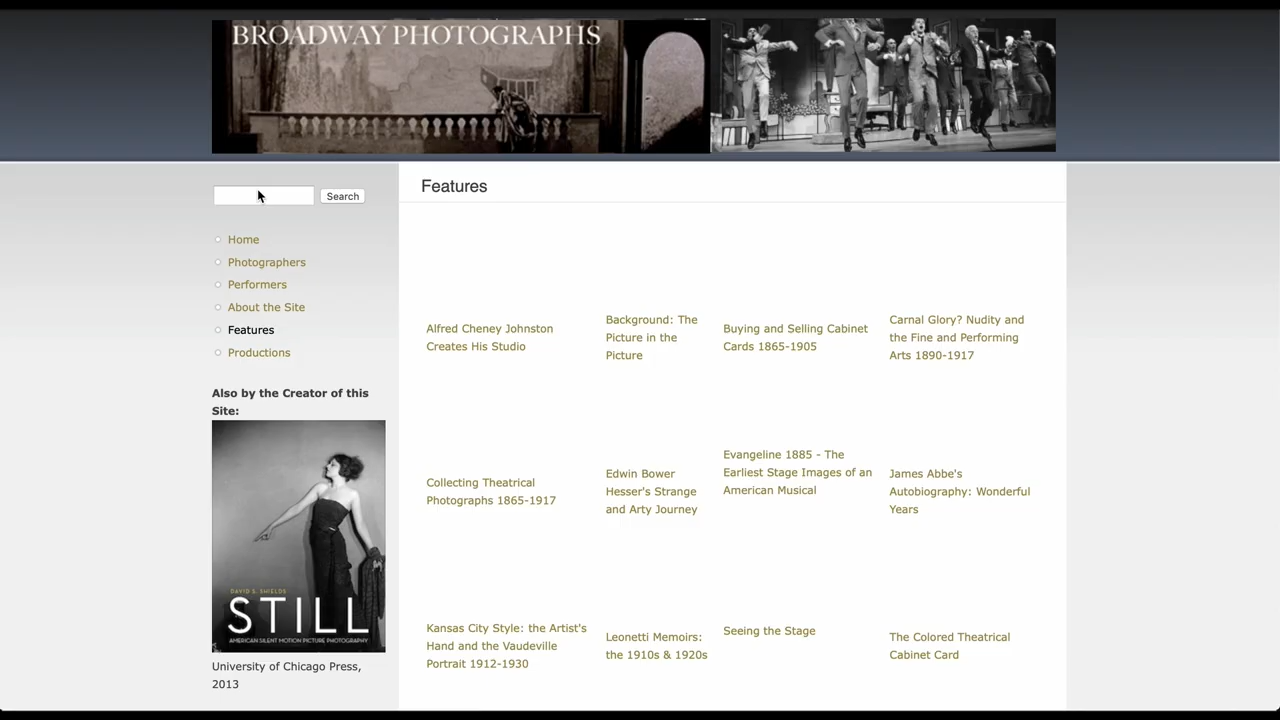 BROADWAY PHOTOGRAPHS
Search
Home
Photographers
Performers
About the Site
Features
Productions
Also by the Creator of this
Site:
DAVID S. SHIELDS
STILL
AMERICAN SILENT MOTION PICTURE PHOTOGRAPHY
University of Chicago Press,
2013
Features
Alfred Cheney Johnston
Creates His Studio
Background: The
Picture in the
Picture
Buying and Selling Cabinet
Cards 1865-1905
Carnal Glory? Nudity and
the Fine and Performing
Arts 1890-1917
Collecting Theatrical
Photographs 1865-1917
Edwin Bower
Hesser's Strange
and Arty Journey
Evangeline 1885 - The
Earliest Stage Images of an
American Musical
James Abbe's
Autobiography: Wonderful
Years
Kansas City Style: the Artist's
Hand and the Vaudeville
Portrait 1912-1930
Leonetti Memoirs:
the 1910s & 1920s
Seeing the Stage
The Colored Theatrical
Cabinet Card